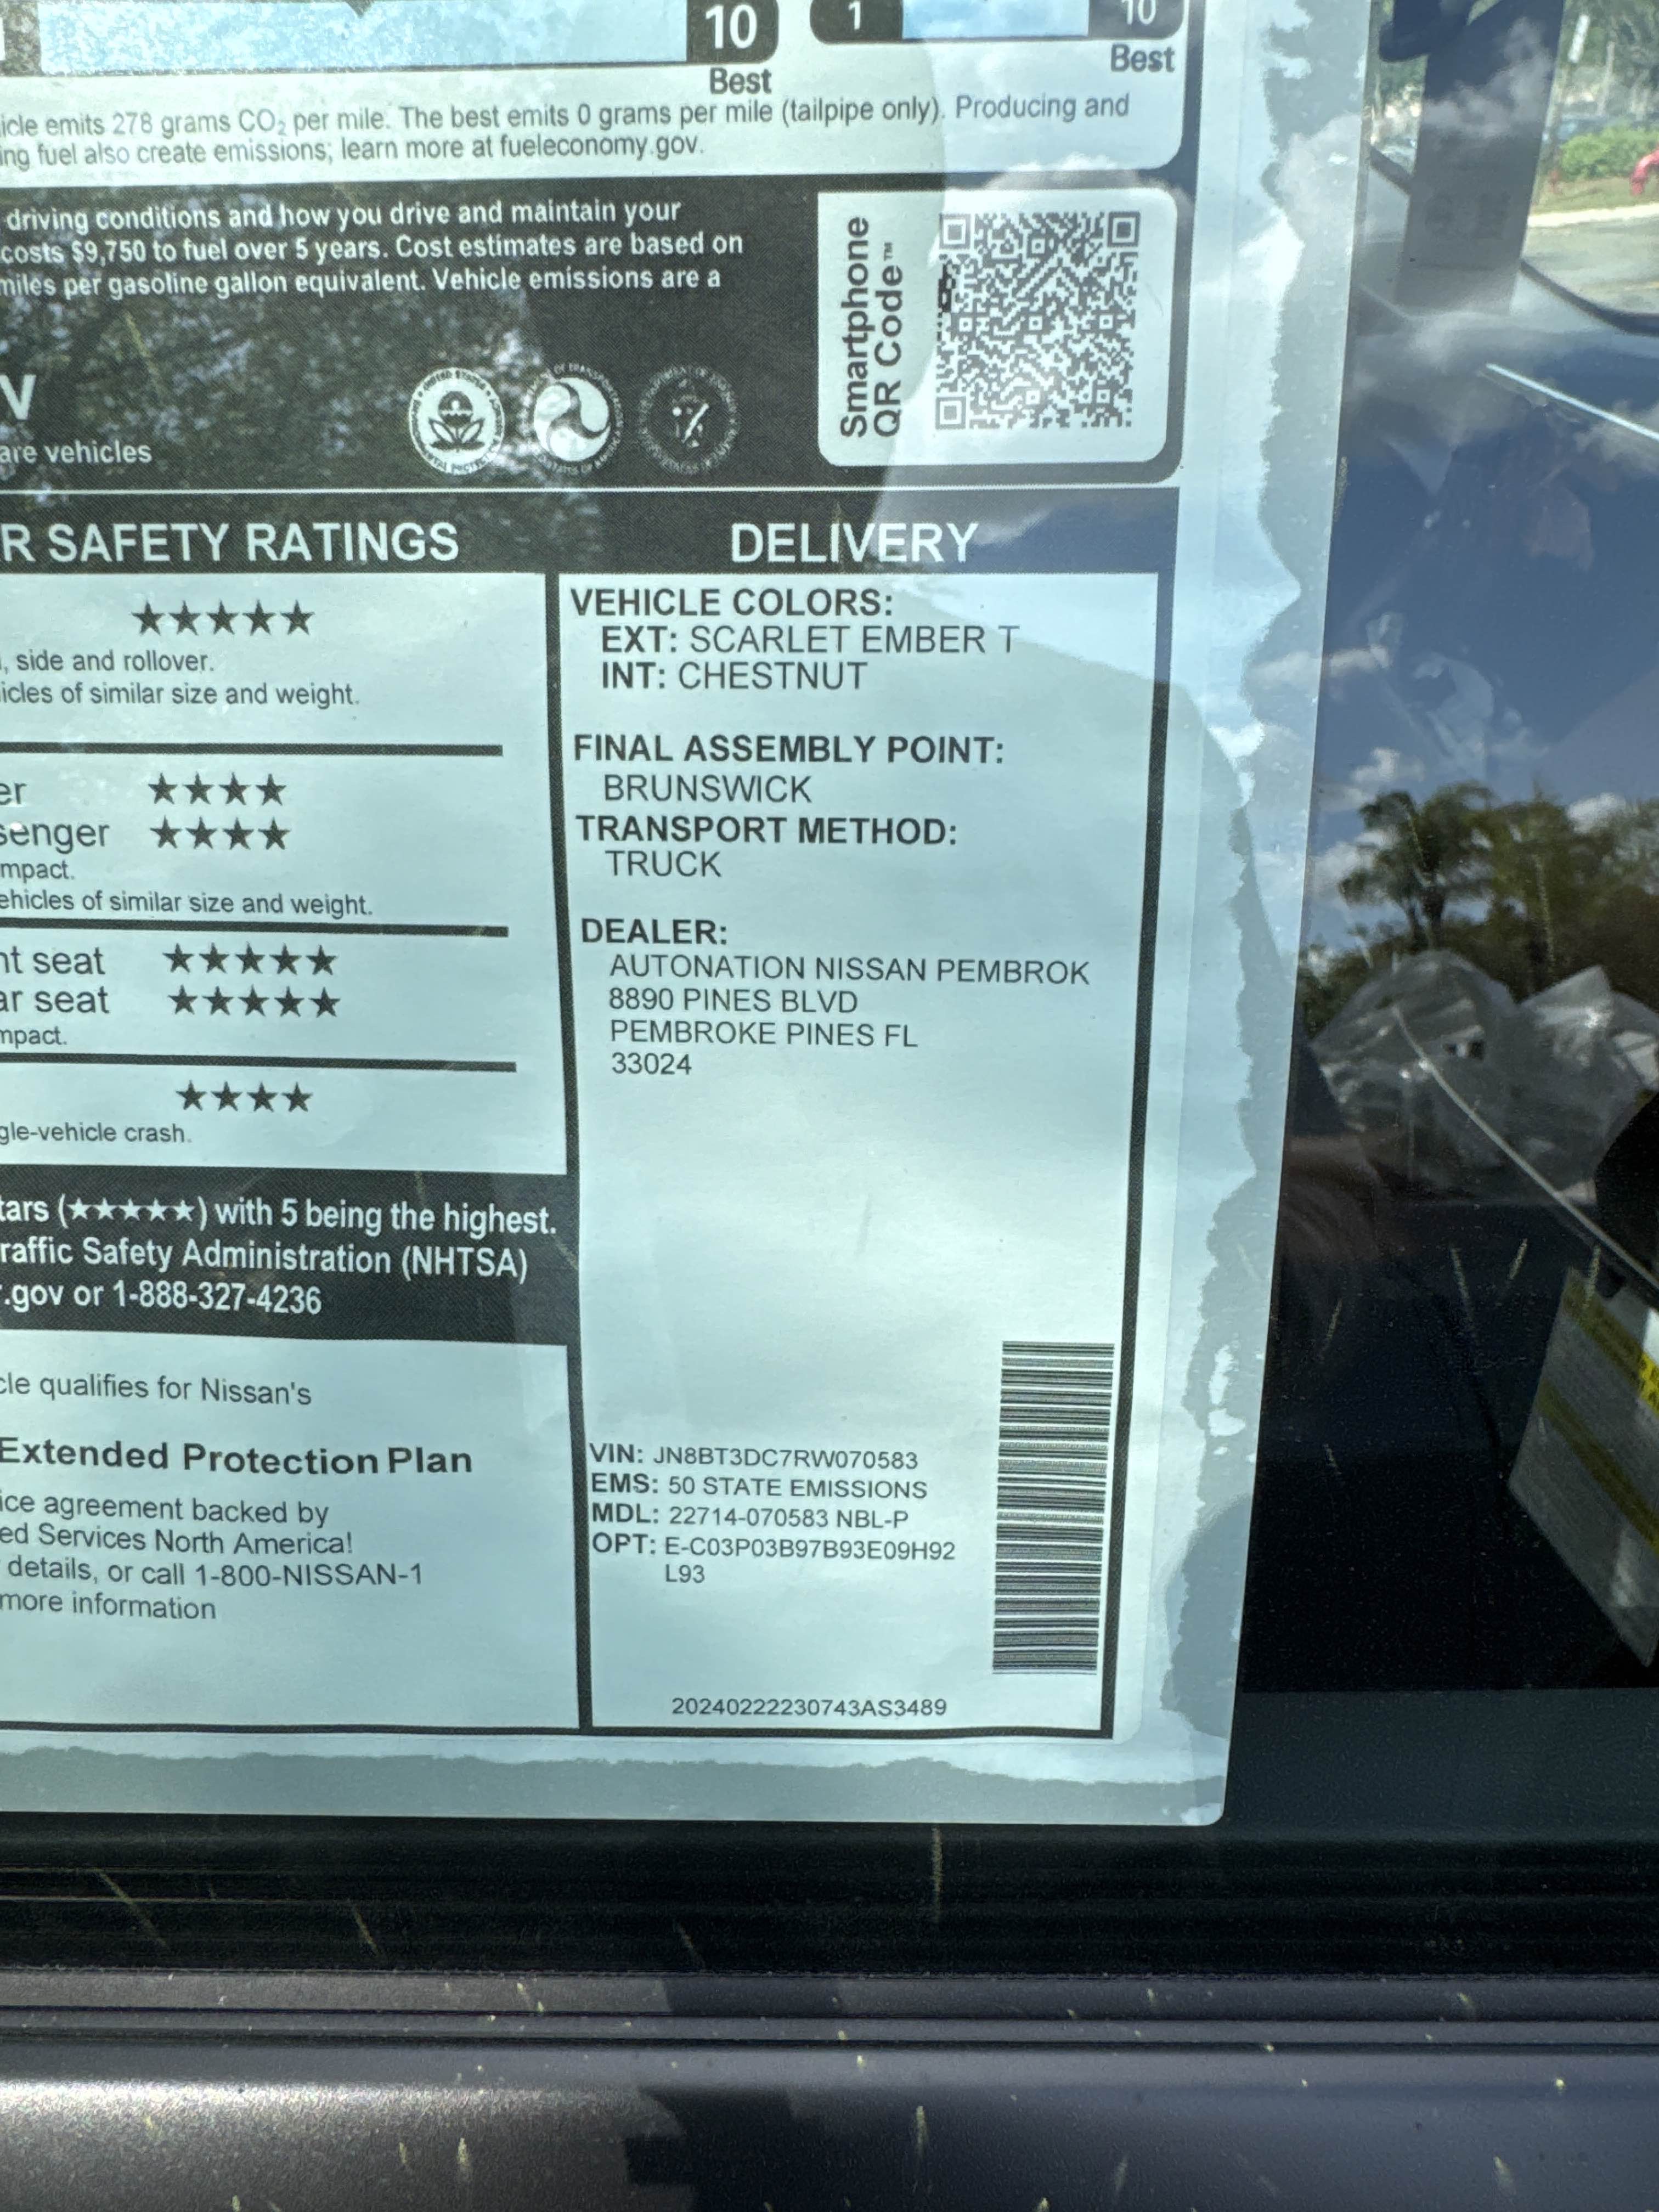 10
Best
1
10
Best
icle emits 278 grams CO₂ per mile. The best emits 0 grams per mile (tailpipe only). Producing and
ing fuel also create emissions; learn more at fueleconomy.gov.
driving conditions and how you drive and maintain your
costs $9,750 to fuel over 5 years. Cost estimates are based on
miles per gasoline gallon equivalent. Vehicle emissions are a
V
are vehicles
Smartphone
QR Code™
R SAFETY RATINGS
★★★★★
, side and rollover.
icles of similar size and weight.
er ★★★★
senger ★★★★
mpact.
ehicles of similar size and weight.
nt seat ★★★★★
ar seat ★★★★★
mpact.
★★★★
gle-vehicle crash.
tars (★★★★★) with 5 being the highest.
raffic Safety Administration (NHTSA)
.gov or 1-888-327-4236
cle qualifies for Nissan's
Extended Protection Plan
ice agreement backed by
ed Services North America!
details, or call 1-800-NISSAN-1
more information
DELIVERY
VEHICLE COLORS:
EXT: SCARLET EMBER T
INT: CHESTNUT
FINAL ASSEMBLY POINT:
BRUNSWICK
TRANSPORT METHOD:
TRUCK
DEALER:
AUTONATION NISSAN PEMBROK
8890 PINES BLVD
PEMBROKE PINES FL
33024
VIN: JN8BT3DC7RW070583
EMS: 50 STATE EMISSIONS
MDL: 22714-070583 NBL-P
OPT: E-C03P03B97B93E09H92
L93
20240222230743AS3489